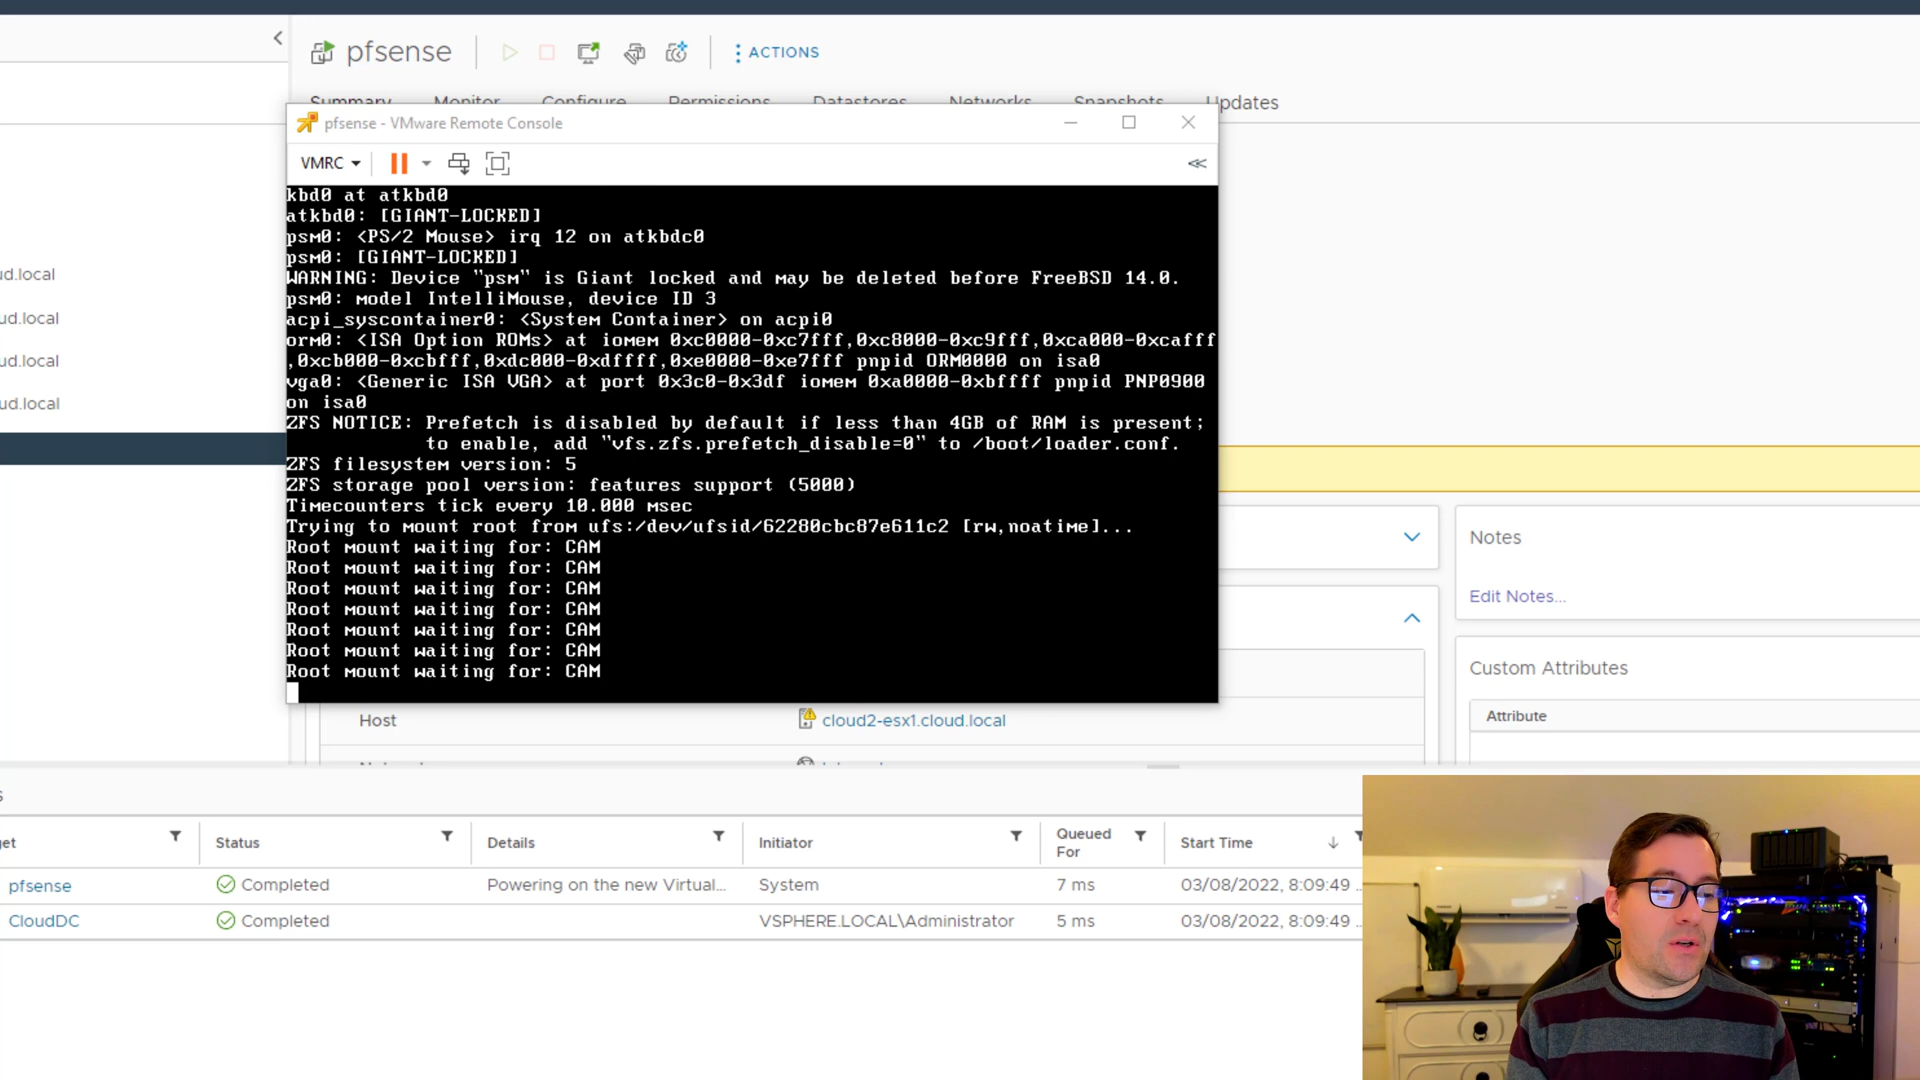 pfsense
ACTIONS
Summary Monitor Configure Permissions Datastores Networks Snapshots Updates
pfsense - VMware Remote Console
VMRC
kbd0 at atkbd0
atkbd0: [GIANT-LOCKED]
psm0: <PS/2 Mouse> irq 12 on atkbdc0
psm0: [GIANT-LOCKED]
WARNING: Device "psm" is Giant locked and may be deleted before FreeBSD 14.0.
psm0: model IntelliMouse, device ID 3
acpi_syscontainer0: <System Container> on acpi0
orm0: <ISA Option ROMs> at iomem 0xc0000-0xc7fff,0xc8000-0xc9fff,0xca000-0xcafff
,0xcb000-0xcbfff,0xdc000-0xdffff,0xe0000-0xe7fff pnpid ORM0000 on isa0
vga0: <Generic ISA VGA> at port 0x3c0-0x3df iomem 0xa0000-0xbffff pnpid PNP0900
on isa0
ZFS NOTICE: Prefetch is disabled by default if less than 4GB of RAM is present;
to enable, add "vfs.zfs.prefetch_disable=0" to /boot/loader.conf.
ZFS filesystem version: 5
ZFS storage pool version: features support (5000)
Timecounters tick every 10.000 msec
Trying to mount root from ufs:/dev/ufsid/62280cbc87e611c2 [rw,noatime]...
Root mount waiting for: CAM
Root mount waiting for: CAM
Root mount waiting for: CAM
Root mount waiting for: CAM
Root mount waiting for: CAM
Root mount waiting for: CAM
Root mount waiting for: CAM
ud.local
ud.local
ud.local
ud.local
Notes
Edit Notes...
Custom Attributes
Attribute
Host cloud2-esx1.cloud.local
s
get Status Details Initiator Queued For Start Time
pfsense Completed Powering on the new Virtual... System 7 ms 03/08/2022, 8:09:49 ..
CloudDC Completed VSPHERE.LOCAL\Administrator 5 ms 03/08/2022, 8:09:49 ..